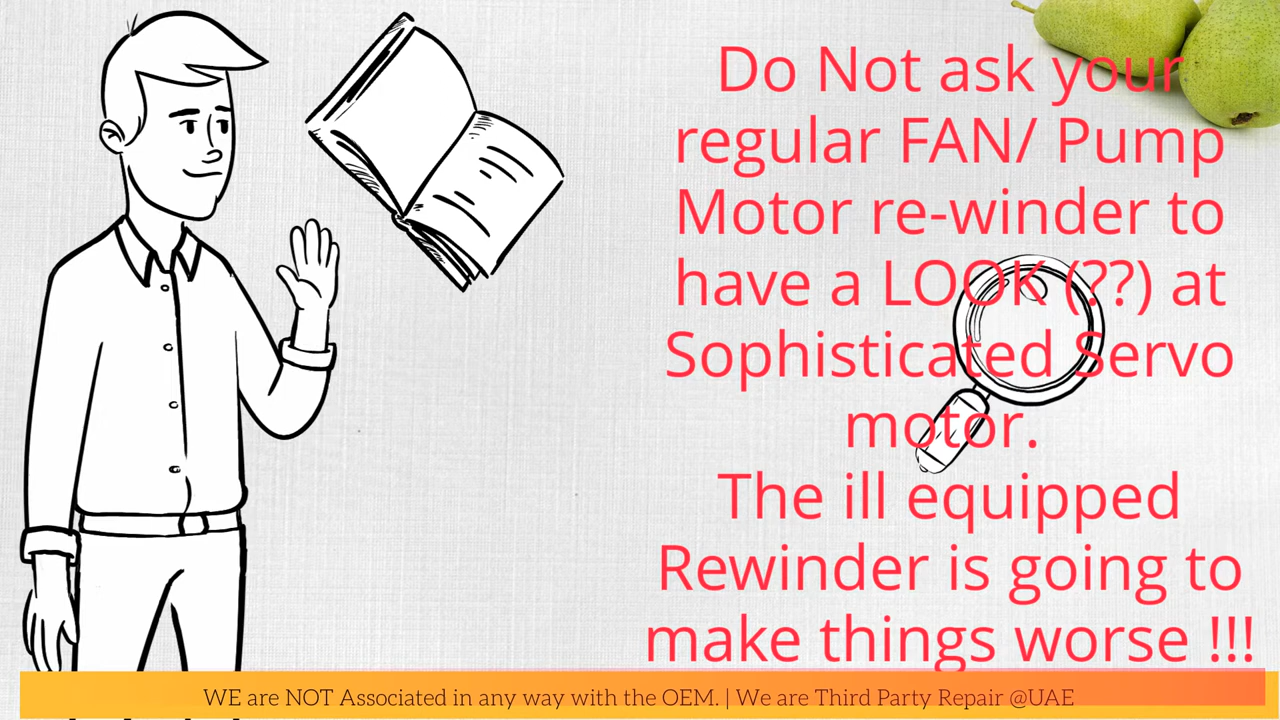 Do Not ask your
regular FAN/ Pump
Motor re-winder to
have a LOOK (??) at
Sophisticated Servo
motor.
The ill equipped
Rewinder is going to
make things worse !!!
WE are NOT Associated in any way with the OEM. | We are Third Party Repair @UAE